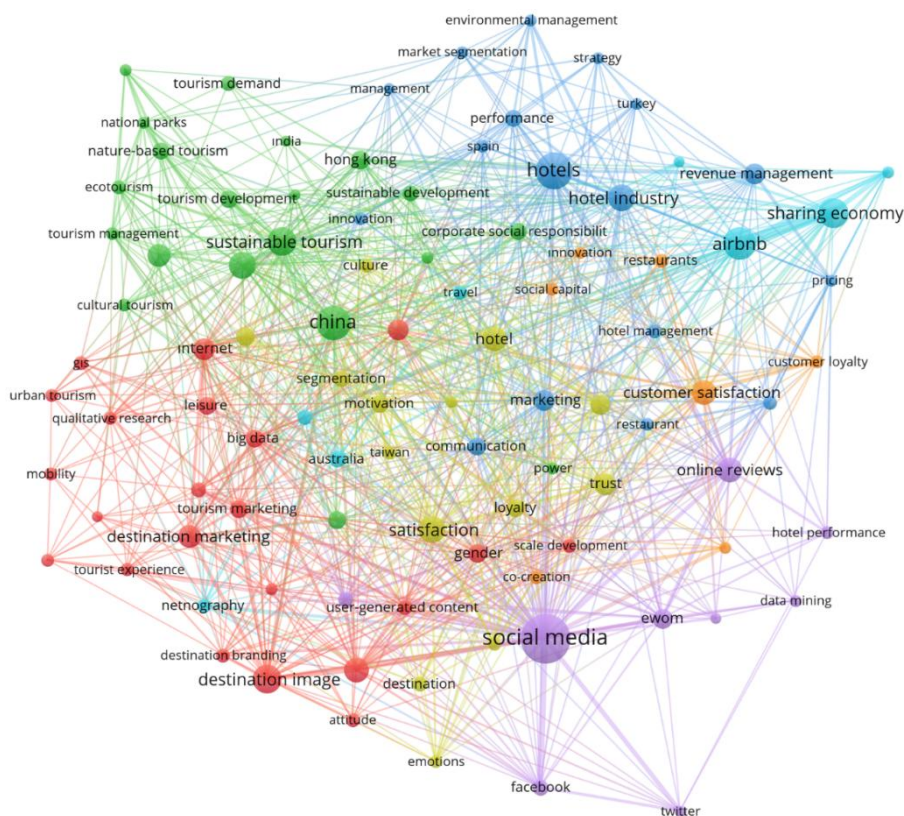 environmental management
market segmentation
strategy
tourism demand
management
turkey
national parks
performance
india
spain
nature-based tourism
hong kong
hotels
revenue management
ecotourism
tourism development
sustainable development
hotel industry
sharing economy
innovation
tourism management
sustainable tourism
corporate social responsibilit
airbnb
innovation
restaurants
culture
pricing
social capital
travel
cultural tourism
china
hotel management
internet
hotel
gis
customer loyalty
segmentation
urban tourism
customer satisfaction
leisure
motivation
marketing
qualitative research
restaurant
big data
communication
taiwan
australia
power
online reviews
mobility
trust
tourism marketing
loyalty
satisfaction
destination marketing
hotel performance
gender
scale development
tourist experience
co-creation
netnography
user-generated content
data mining
ewom
social media
destination branding
destination image
destination
attitude
emotions
facebook
twitter